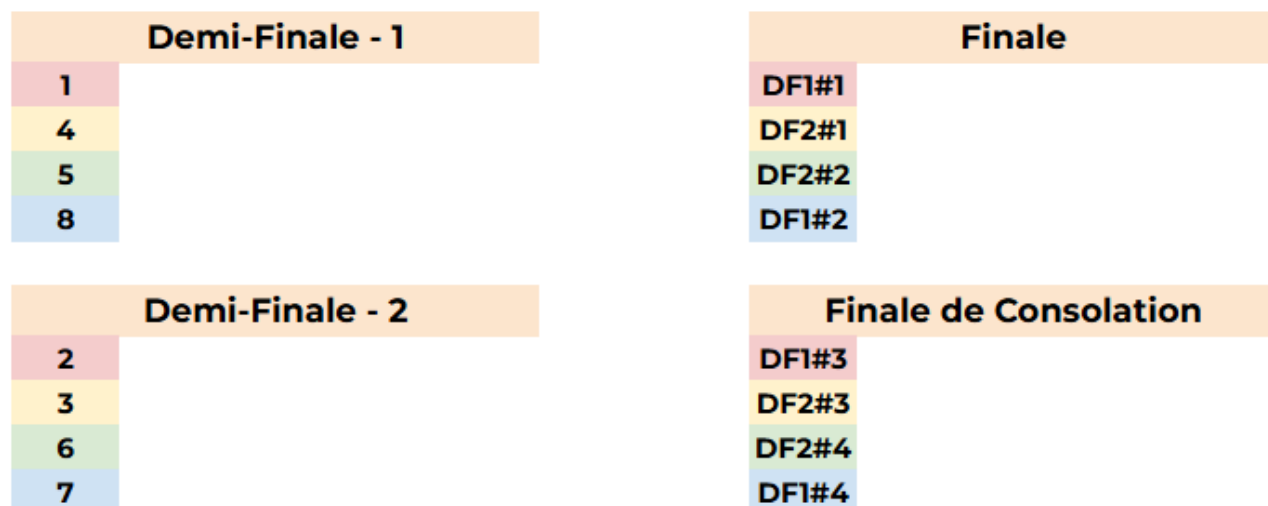 Demi-Finale - 1
1
4
5
8
Finale
DF1#1
DF2#1
DF2#2
DF1#2
Demi-Finale - 2
2
3
6
7
Finale de Consolation
DF1#3
DF2#3
DF2#4
DF1#4